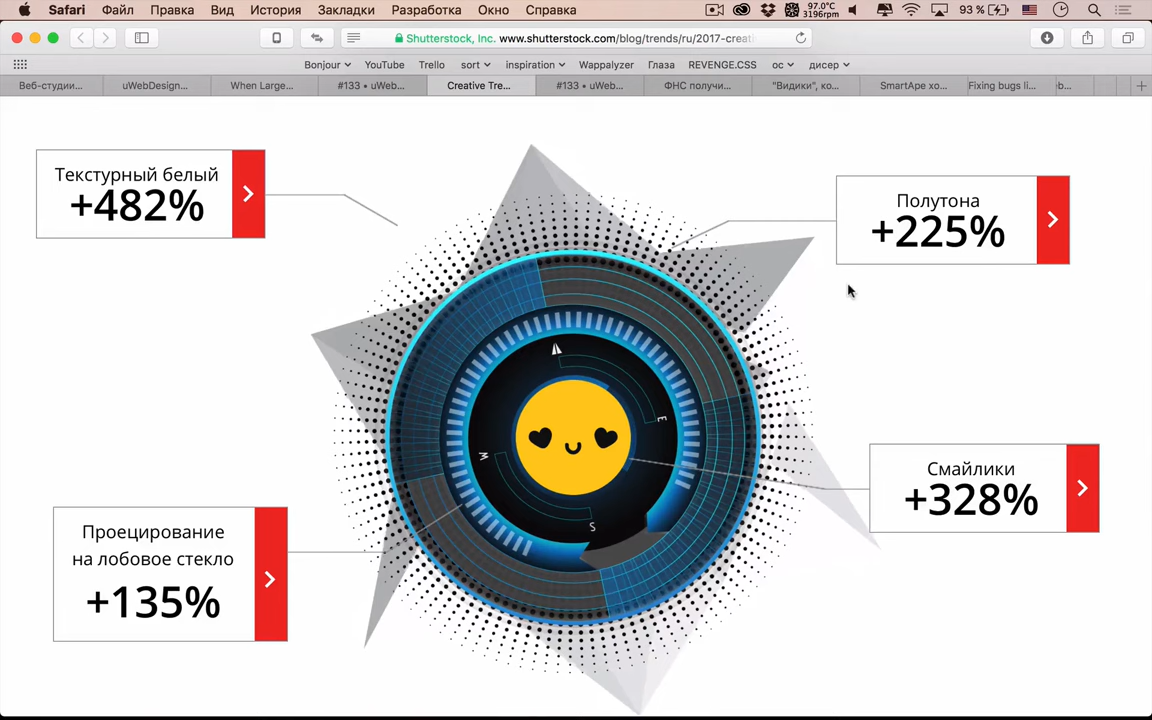 Safari Файл Правка Вид История Закладки Разработка Окно Справка
97.0°C
3196rpm
93 %
Shutterstock, Inc. www.shutterstock.com/blog/trends/ru/2017-creati
Bonjour YouTube Trello sort inspiration Wappalyzer Глаза REVENGE.CSS ос дисер
Веб-студии... uWebDesign... When Large... #133 • uWeb... Creative Tre... #133 • uWeb... ФНС получи... "Видики", ко... SmartApe хо... Fixing bugs li... b...
Текстурный белый
+482%
Полутона
+225%
E
M
S
Смайлики
+328%
Проецирование
на лобовое стекло
+135%